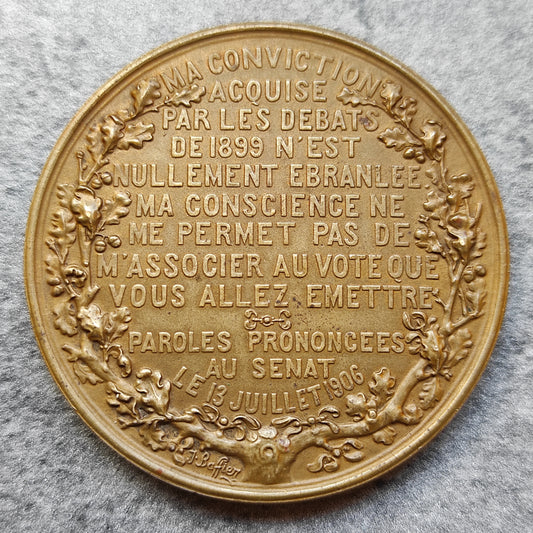 MA CONVICTION
ACQUISE
PAR LES DEBATS
DE 1899 N'EST
NULLEMENT EBRANLEE
MA CONSCIENCE NE
ME PERMET PAS DE
M'ASSOCIER AU VOTE QUE
VOUS ALLEZ EMETTRE
PAROLES PRONONCEES
AU SENAT
LE 13 JUILLET 1906
J. Baffier